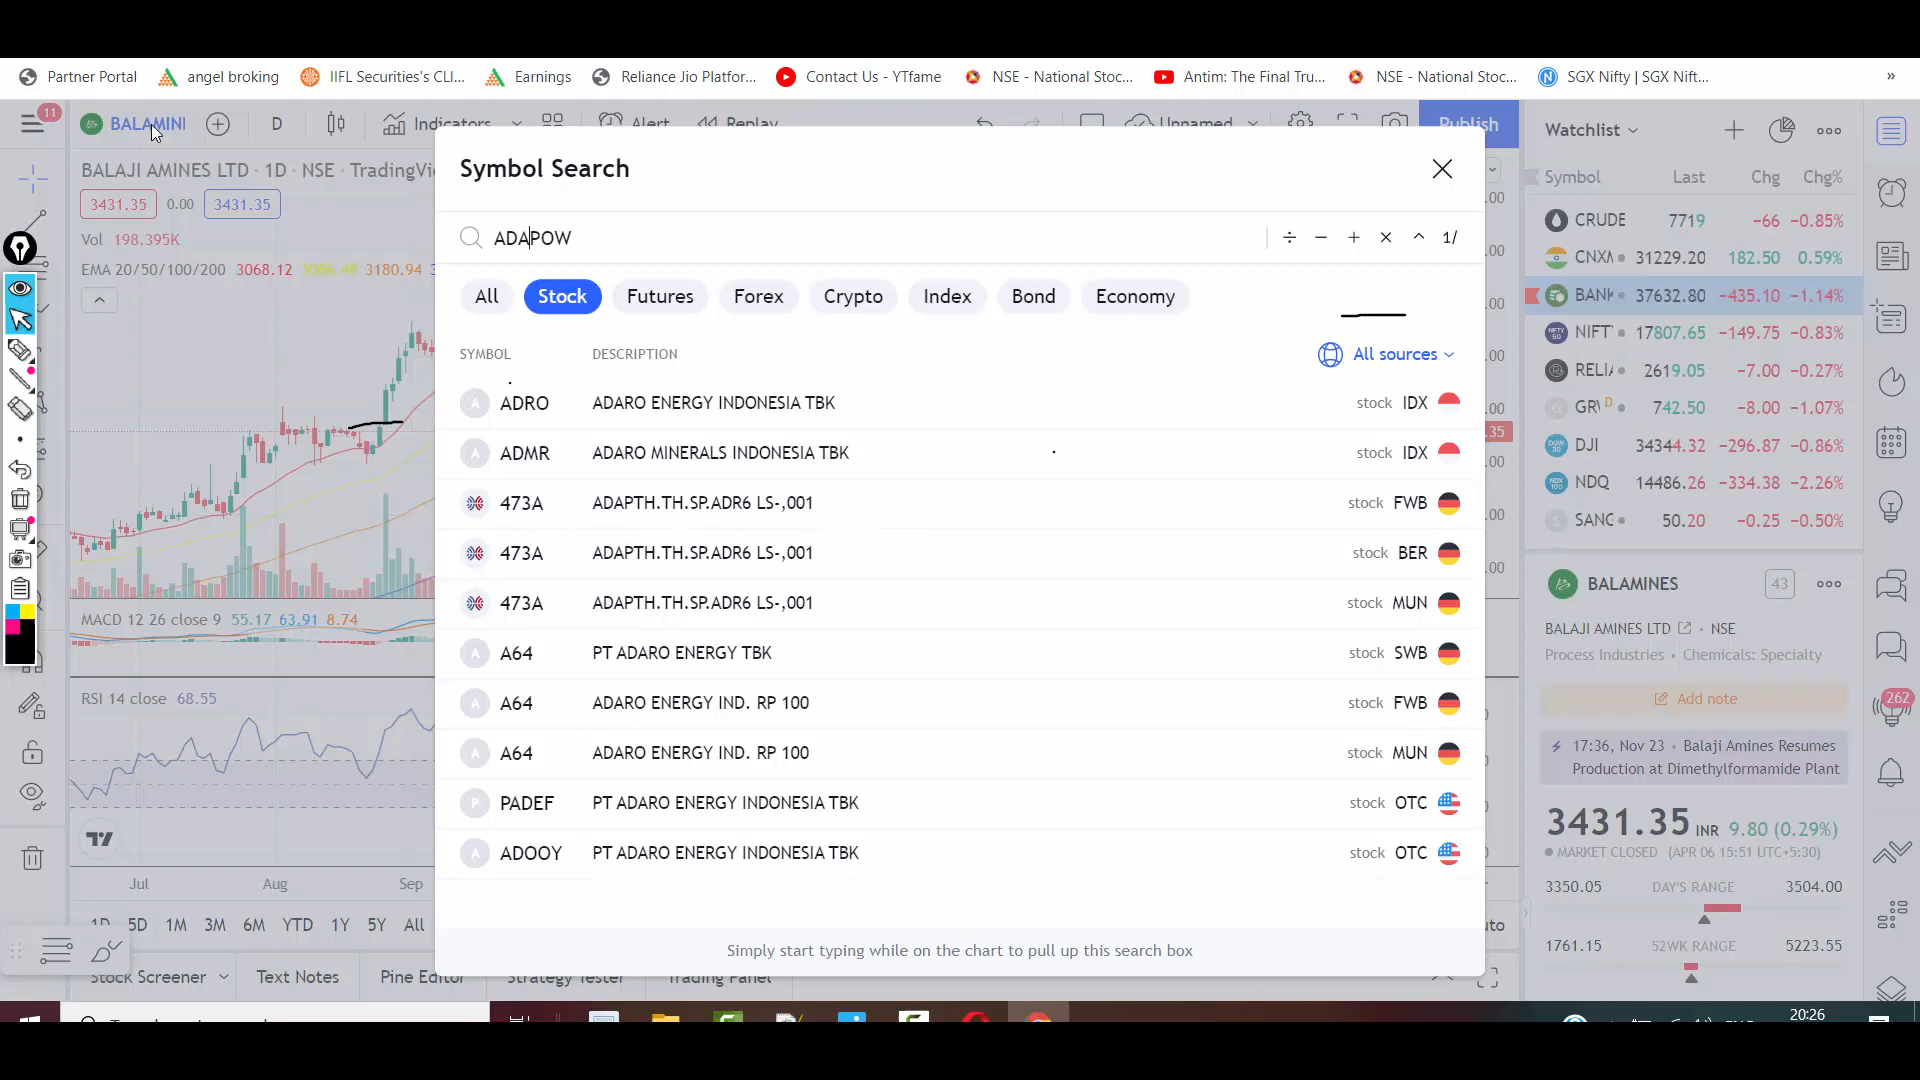 Partner Portal
angel broking
IIFL Securities's CLI...
Earnings
Reliance Jio Platfor...
Contact Us - YTfame
NSE - National Stoc...
Antim: The Final Tru...
NSE - National Stoc...
SGX Nifty | SGX Nift...
»
11
BALAMINI
D
Indicators
Alert
Replay
Unnamed
Publish
BALAJI AMINES LTD · 1D · NSE · TradingVi
3431.35 0.00 3431.35
Vol 198.395K
EMA 20/50/100/200 3068.12 3086.48 3180.94
Symbol Search
ADAPOW
÷ − + × ^ 1/
All
Stock
Futures
Forex
Crypto
Index
Bond
Economy
SYMBOL DESCRIPTION All sources
ADRO ADARO ENERGY INDONESIA TBK stock IDX
ADMR ADARO MINERALS INDONESIA TBK stock IDX
473A ADAPTH.TH.SP.ADR6 LS-,001 stock FWB
473A ADAPTH.TH.SP.ADR6 LS-,001 stock BER
473A ADAPTH.TH.SP.ADR6 LS-,001 stock MUN
A64 PT ADARO ENERGY TBK stock SWB
A64 ADARO ENERGY IND. RP 100 stock FWB
A64 ADARO ENERGY IND. RP 100 stock MUN
PADEF PT ADARO ENERGY INDONESIA TBK stock OTC
ADOOY PT ADARO ENERGY INDONESIA TBK stock OTC
Simply start typing while on the chart to pull up this search box
MACD 12 26 close 9 55.17 63.91 8.74
RSI 14 close 68.55
Jul Aug Sep
1D 5D 1M 3M 6M YTD 1Y 5Y All
Stock Screener
Text Notes
Pine Editor
Strategy Tester
Trading Panel
Watchlist
Symbol Last Chg Chg%
CRUDE 7719 −66 −0.85%
CNXM 31229.20 182.50 0.59%
BANK 37632.80 −435.10 −1.14%
NIFT 17807.65 −149.75 −0.83%
RELIA 2619.05 −7.00 −0.27%
GRV D 742.50 −8.00 −1.07%
DJI 34344.32 −296.87 −0.86%
NDQ 14486.26 −334.38 −2.26%
SANG 50.20 −0.25 −0.50%
BALAMINES 43
BALAJI AMINES LTD · NSE
Process Industries • Chemicals: Specialty
Add note
17:36, Nov 23 • Balaji Amines Resumes
Production at Dimethylformamide Plant
262
3431.35 INR 9.80 (0.29%)
MARKET CLOSED (APR 06 15:51 UTC+5:30)
3350.05 DAY'S RANGE 3504.00
1761.15 52WK RANGE 5223.55
20:26